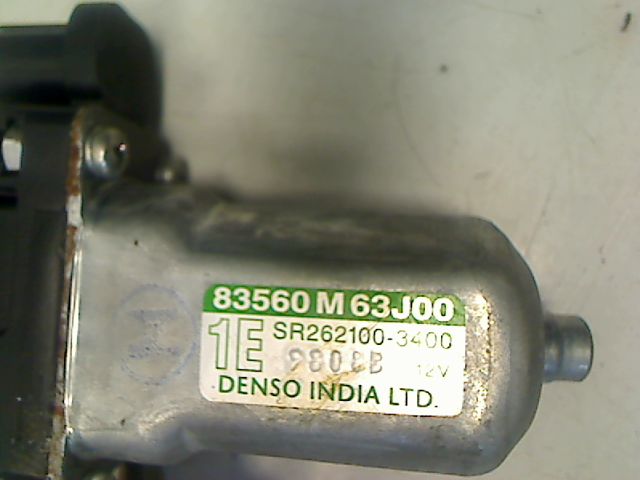 83560 M 63J00
1E SR262100-3400
12V
DENSO INDIA LTD.